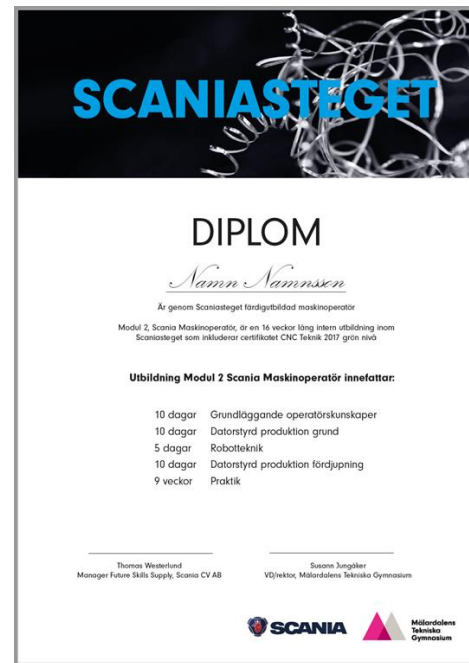 SCANIASTEGET
DIPLOM
Namn Namnsson
Är genom Scaniasteget färdigutbildad maskinoperatör
Modul 2, Scania Maskinoperatör, är en 16 veckor lång intern utbildning inom
Scaniasteget som inkluderar certifikatet CNC Teknik 2017 grön nivå
Utbildning Modul 2 Scania Maskinoperatör innefattar:
10 dagar Grundläggande operatörskunskaper
10 dagar Datorstyrd produktion grund
5 dagar Robotteknik
10 dagar Datorstyrd produktion fördjupning
9 veckor Praktik
Thomas Westerlund
Manager Future Skills Supply, Scania CV AB
Susann Jungåker
VD/rektor, Mälardalens Tekniska Gymnasium
SCANIA
Mälardalens
Tekniska
Gymnasium